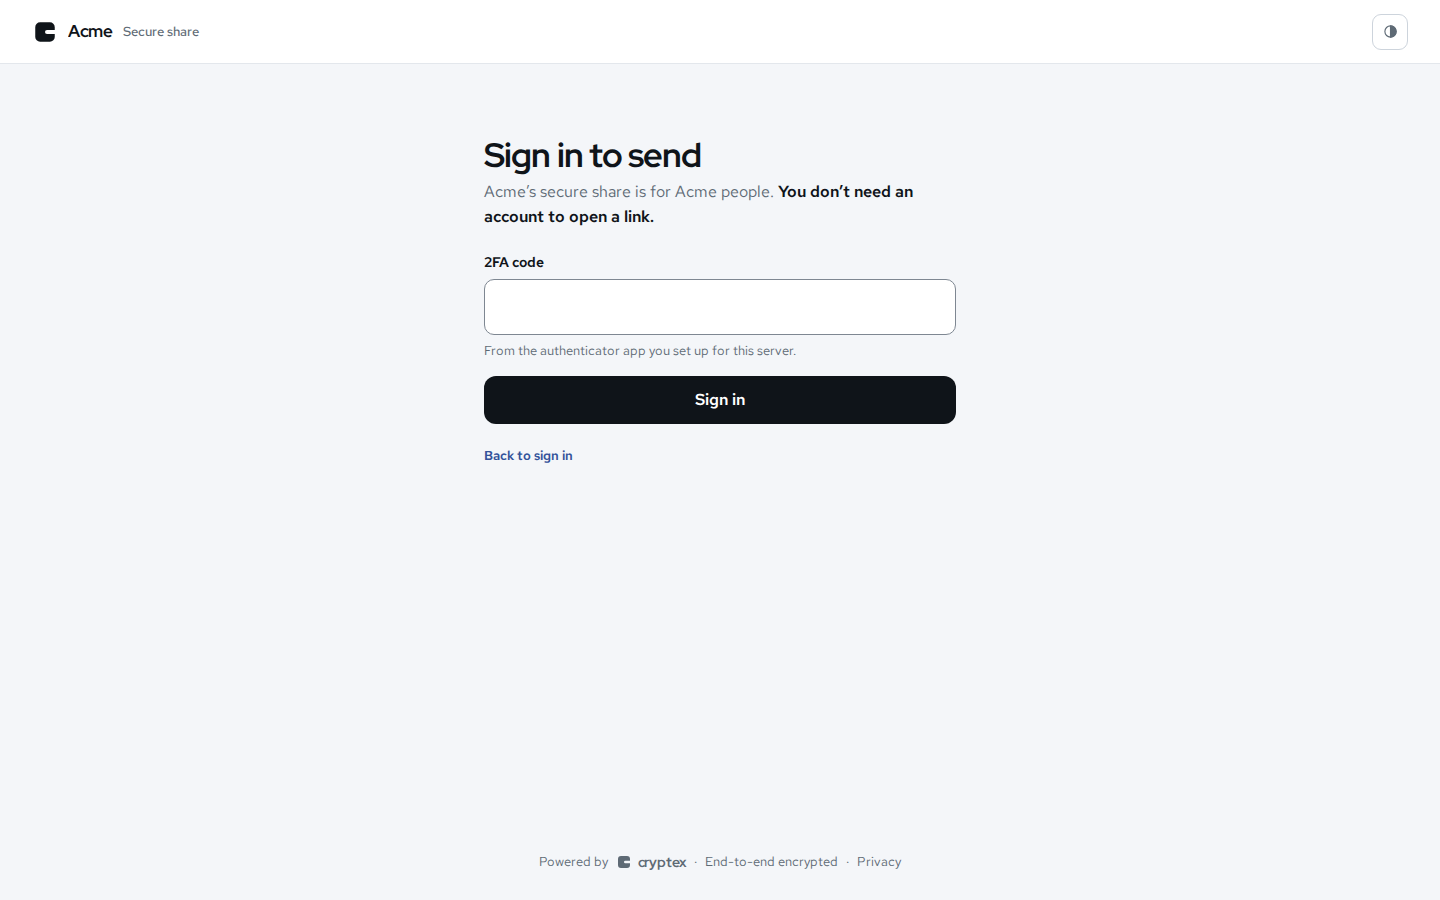 Acme Secure share
Sign in to send
Acme’s secure share is for Acme people. You don’t need an
account to open a link.
2FA code
From the authenticator app you set up for this server.
Sign in
Back to sign in
Powered by cryptex · End-to-end encrypted · Privacy